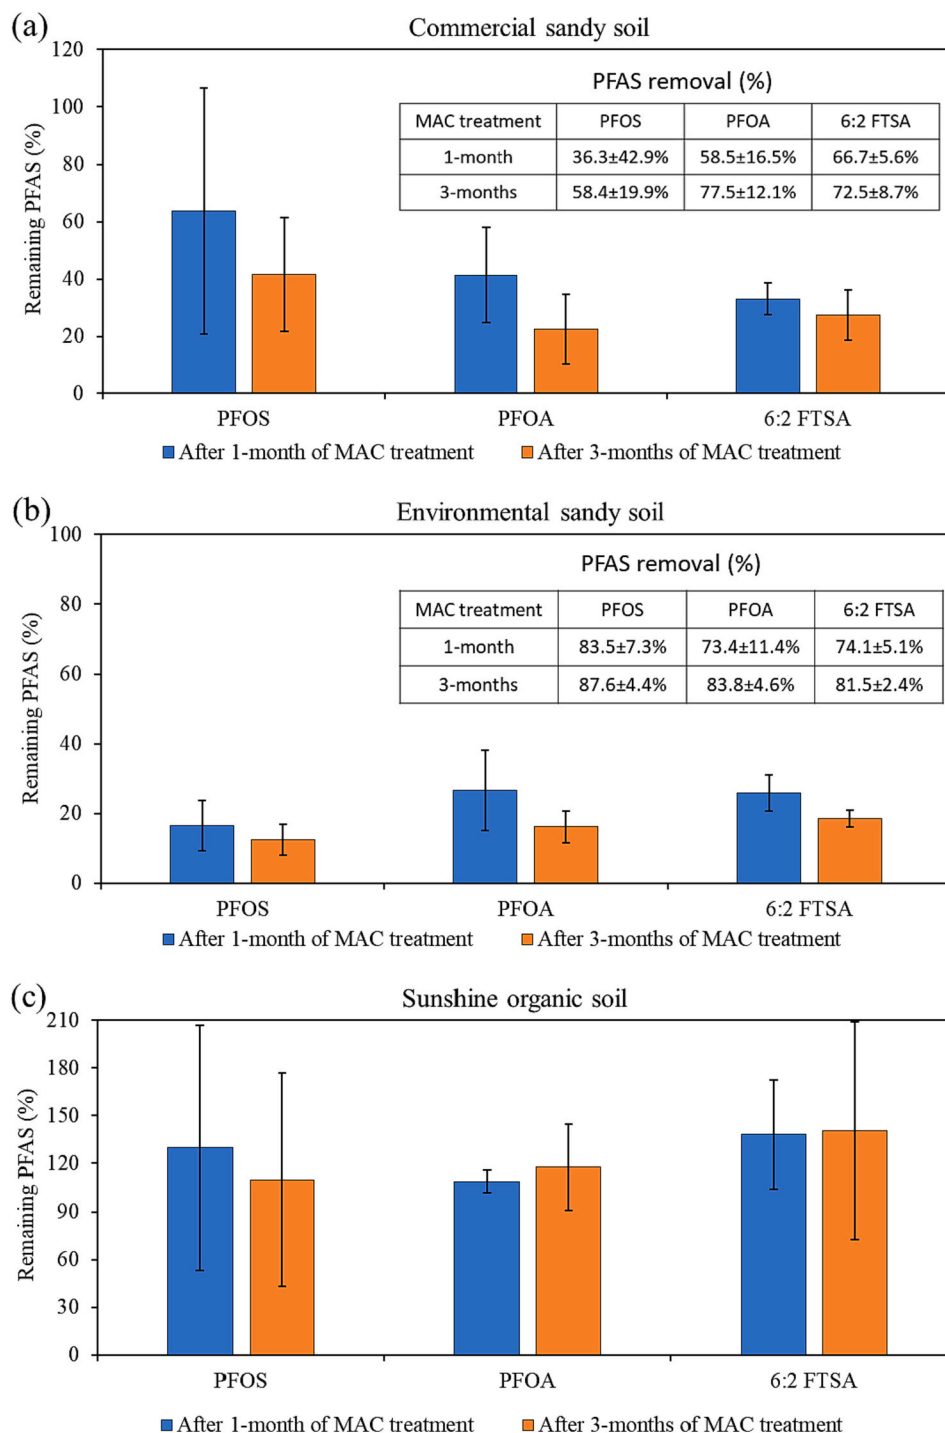 (a)
Commercial sandy soil
Remaining PFAS (%)
120
100
80
60
40
20
0
PFAS removal (%)
MAC treatment PFOS PFOA 6:2 FTSA
1-month 36.3±42.9% 58.5±16.5% 66.7±5.6%
3-months 58.4±19.9% 77.5±12.1% 72.5±8.7%
PFOS PFOA 6:2 FTSA
After 1-month of MAC treatment After 3-months of MAC treatment
(b)
Environmental sandy soil
Remaining PFAS (%)
100
80
60
40
20
0
PFAS removal (%)
MAC treatment PFOS PFOA 6:2 FTSA
1-month 83.5±7.3% 73.4±11.4% 74.1±5.1%
3-months 87.6±4.4% 83.8±4.6% 81.5±2.4%
PFOS PFOA 6:2 FTSA
After 1-month of MAC treatment After 3-months of MAC treatment
(c)
Sunshine organic soil
Remaining PFAS (%)
210
180
150
120
90
60
30
0
PFOS PFOA 6:2 FTSA
After 1-month of MAC treatment After 3-months of MAC treatment